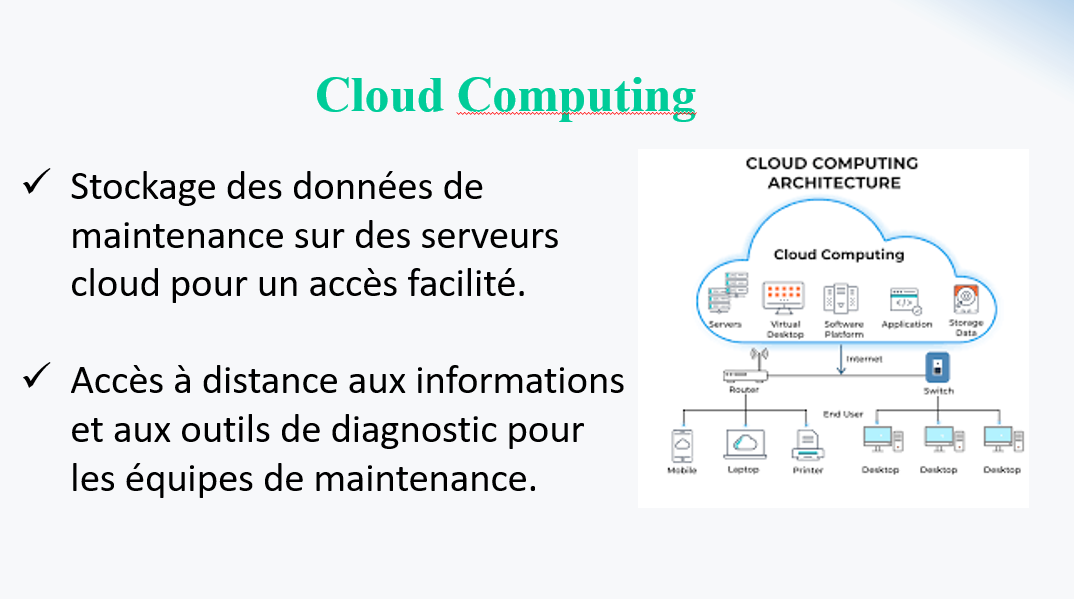 Cloud Computing
Stockage des données de
maintenance sur des serveurs
cloud pour un accès facilité.
Accès à distance aux informations
et aux outils de diagnostic pour
les équipes de maintenance.
CLOUD COMPUTING
ARCHITECTURE
Cloud Computing
Servers
Virtual
Desktop
Software
Platform
Application
Storage
Data
Internet
Router
Switch
End User
Mobile
Laptop
Printer
Desktop
Desktop
Desktop